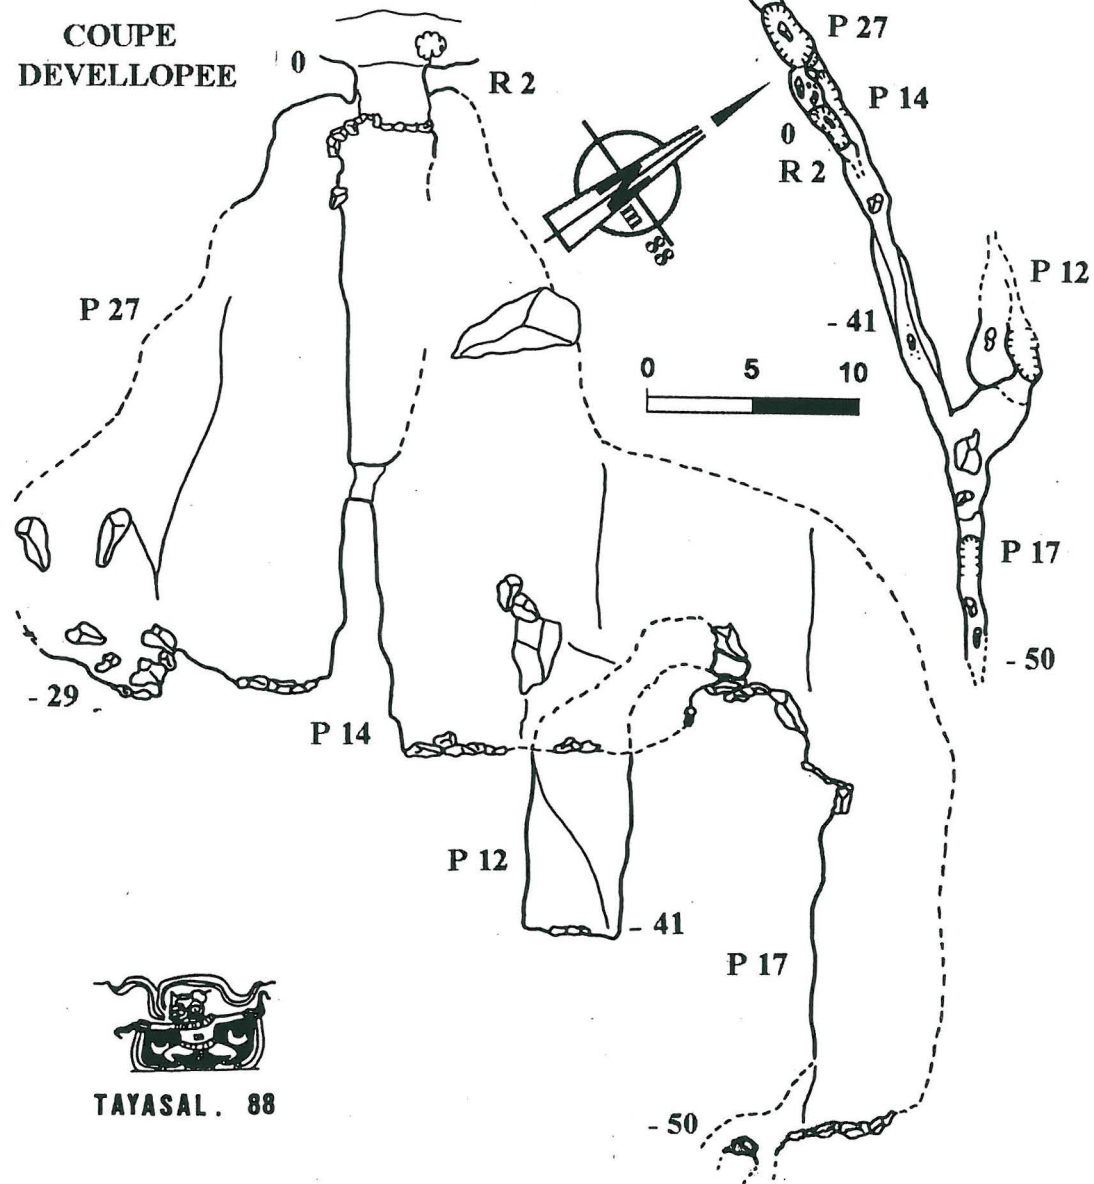 COUPE
DEVELLOPEE
0
R 2
P 27
P 14
0
R 2
m
88
P 12
P 27
- 41
0 5 10
P 17
- 50
- 29
P 14
P 12
- 41
P 17
TAYASAL. 88
- 50